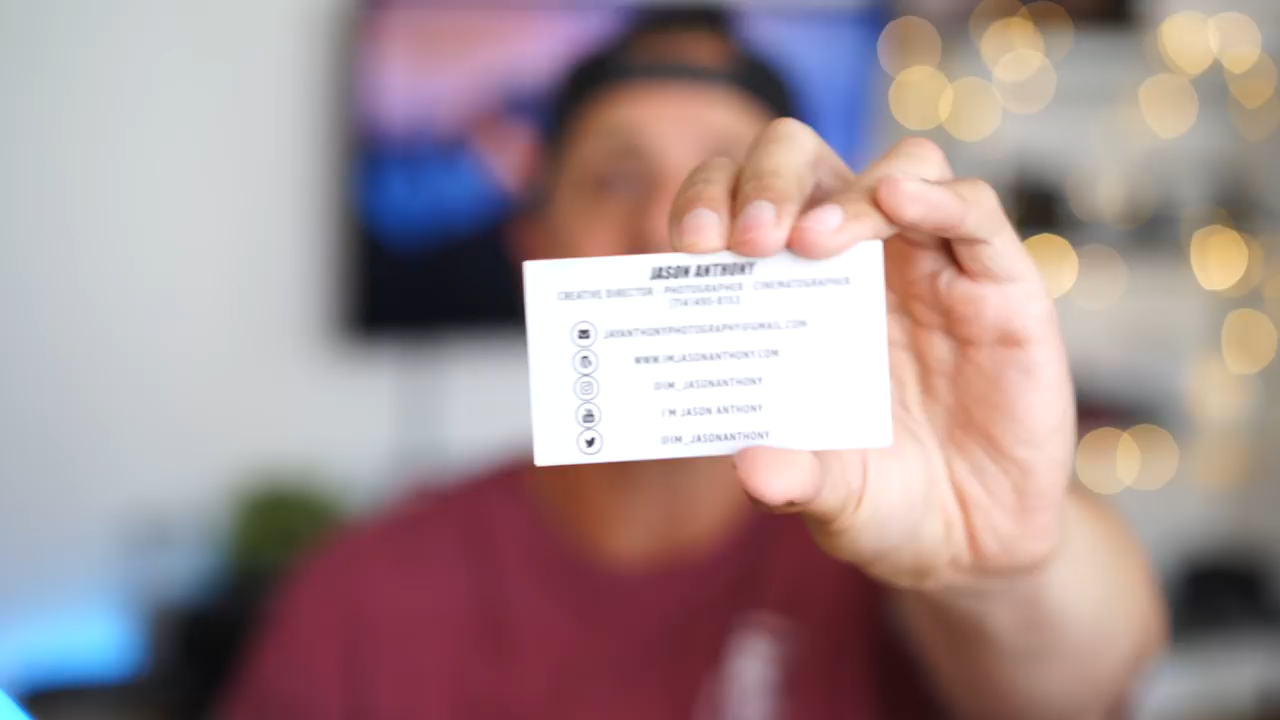 JASON ANTHONY
CREATIVE DIRECTOR · PHOTOGRAPHER · CINEMATOGRAPHER
JAYANTHONYPHOTOGRAPHY@GMAIL.COM
WWW.IMJASONANTHONY.COM
@IM_JASONANTHONY
I'M JASON ANTHONY
@IM_JASONANTHONY